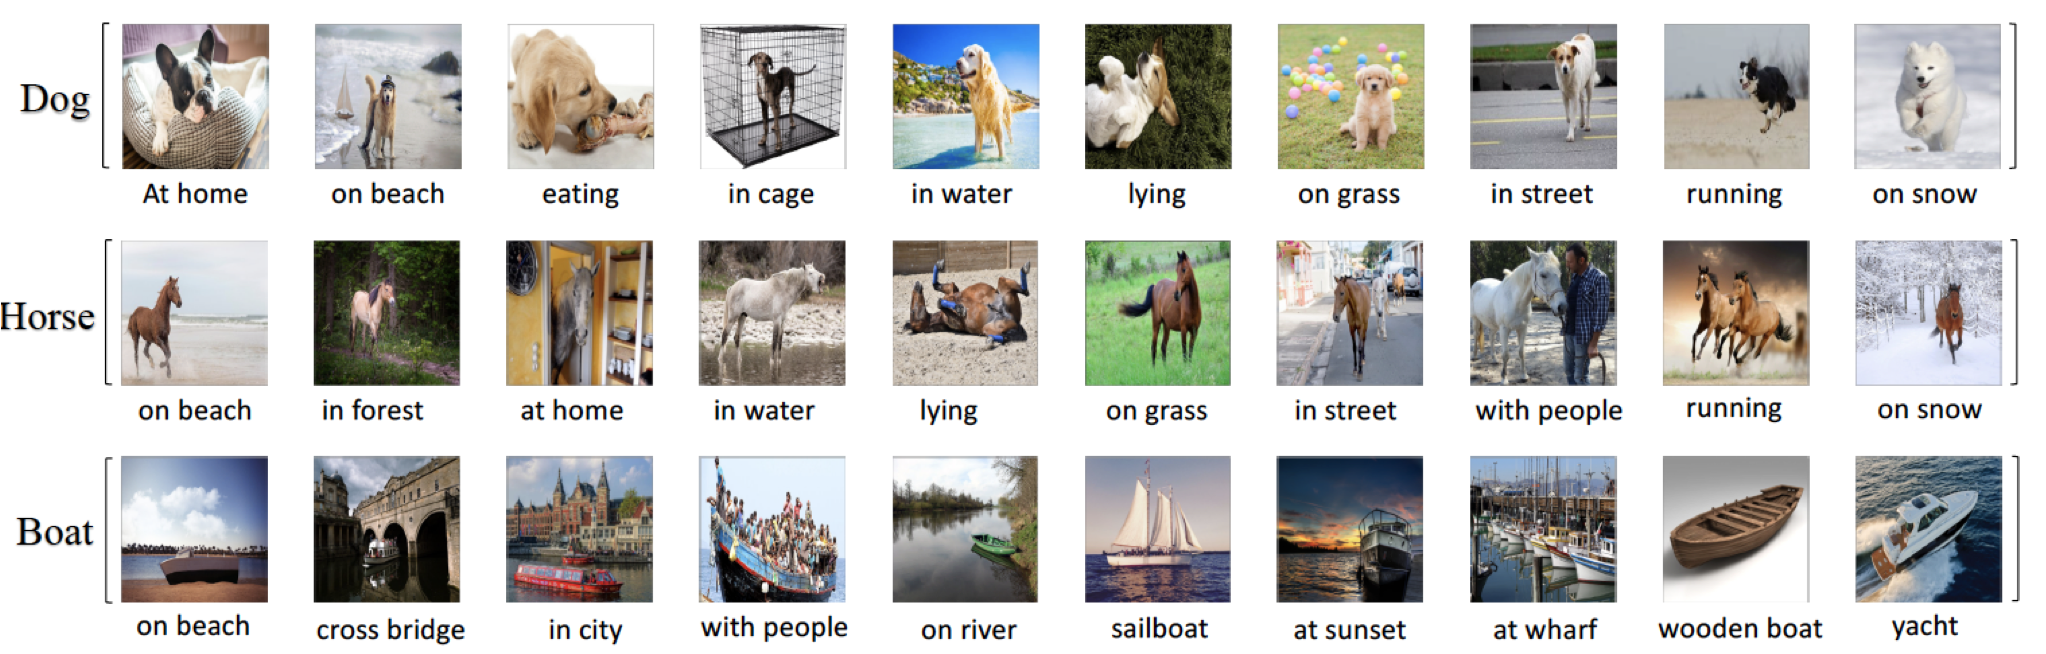 Dog
At home on beach eating in cage in water lying on grass in street running on snow
Horse
on beach in forest at home in water lying on grass in street with people running on snow
Boat
on beach cross bridge in city with people on river sailboat at sunset at wharf wooden boat yacht